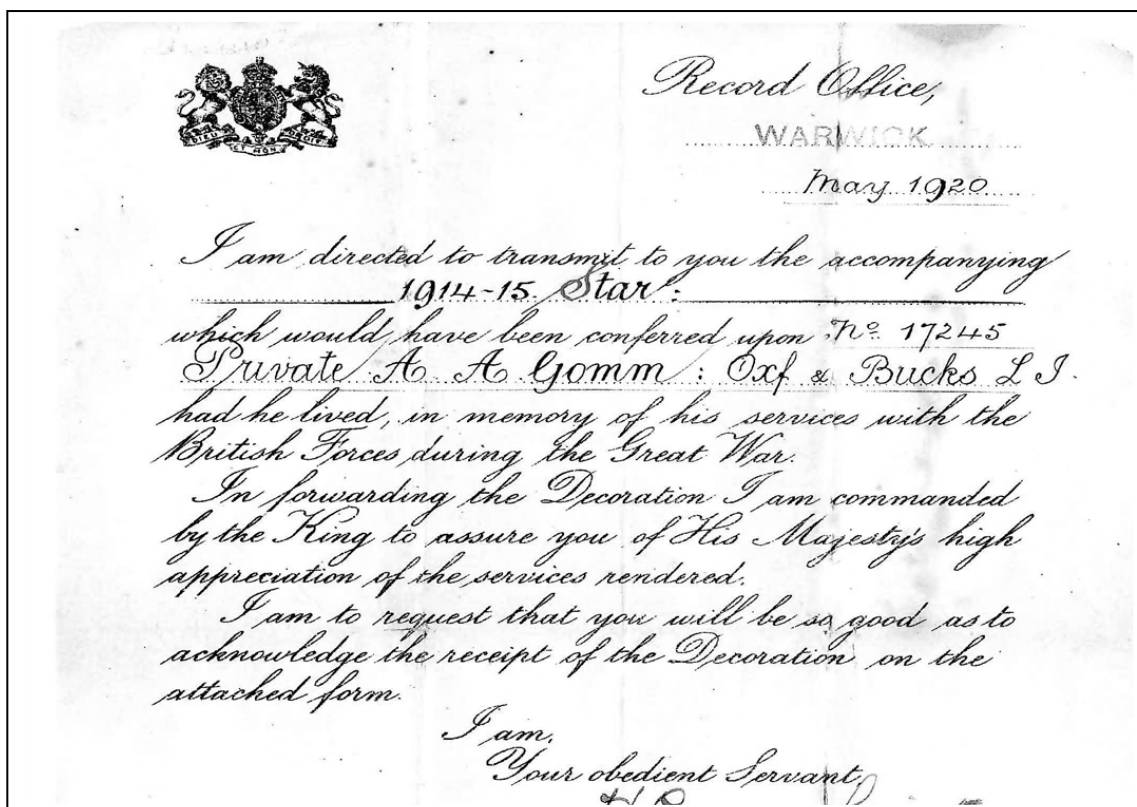 DIEU ET MON DROIT
Record Office,
WARWICK
May 1920
I am directed to transmit to you the accompanying
1914-15. Star:
which would have been conferred upon No. 17245
Private A A Gomm: Oxf & Bucks L I.
had he lived, in memory of his services with the
British Forces during the Great War.
In forwarding the Decoration I am commanded
by the King to assure you of His Majesty's high
appreciation of the services rendered.
I am to request that you will be so good as to
acknowledge the receipt of the Decoration on the
attached form.
I am,
Your obedient Servant,